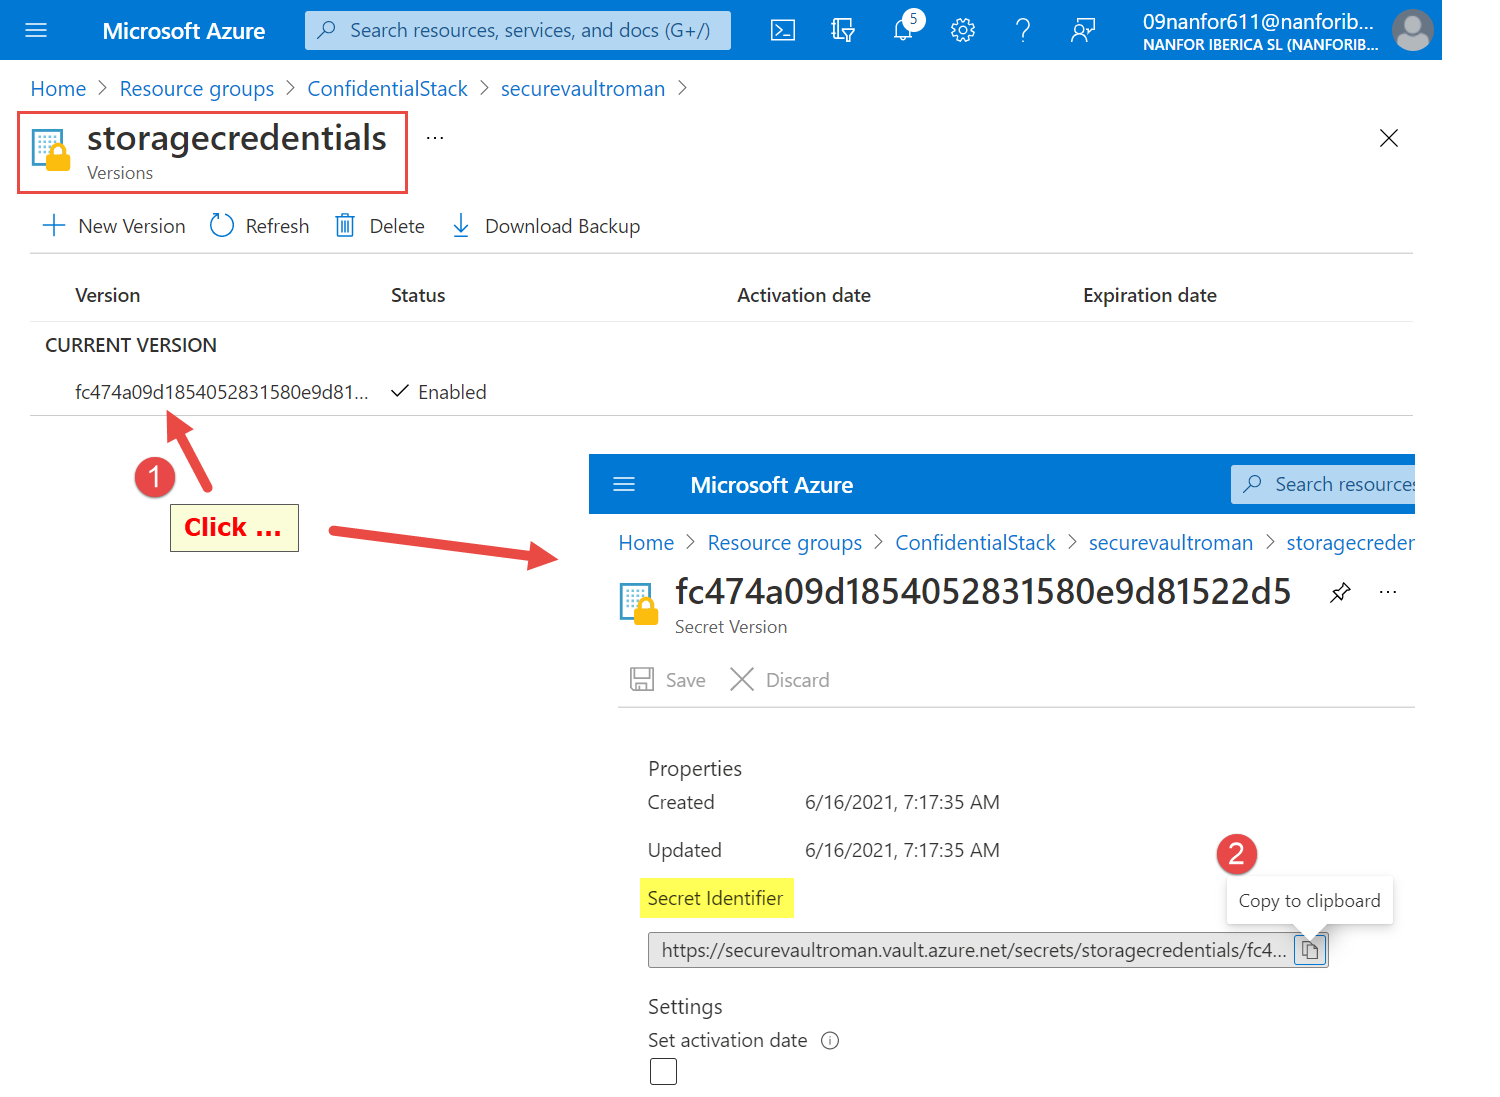 Microsoft Azure
Search resources, services, and docs (G+/)
5
09nanfor611@nanforib...
NANFOR IBERICA SL (NANFORIB...
Home > Resource groups > ConfidentialStack > securevaultroman >
storagecredentials ...
Versions
New Version Refresh Delete Download Backup
Version Status Activation date Expiration date
CURRENT VERSION
fc474a09d1854052831580e9d81... Enabled
1
Click ...
Microsoft Azure
Search resources
Home > Resource groups > ConfidentialStack > securevaultroman > storagecreder
fc474a09d1854052831580e9d81522d5 ...
Secret Version
Save Discard
Properties
Created 6/16/2021, 7:17:35 AM
Updated 6/16/2021, 7:17:35 AM
2
Secret Identifier
Copy to clipboard
https://securevaultroman.vault.azure.net/secrets/storagecredentials/fc4...
Settings
Set activation date